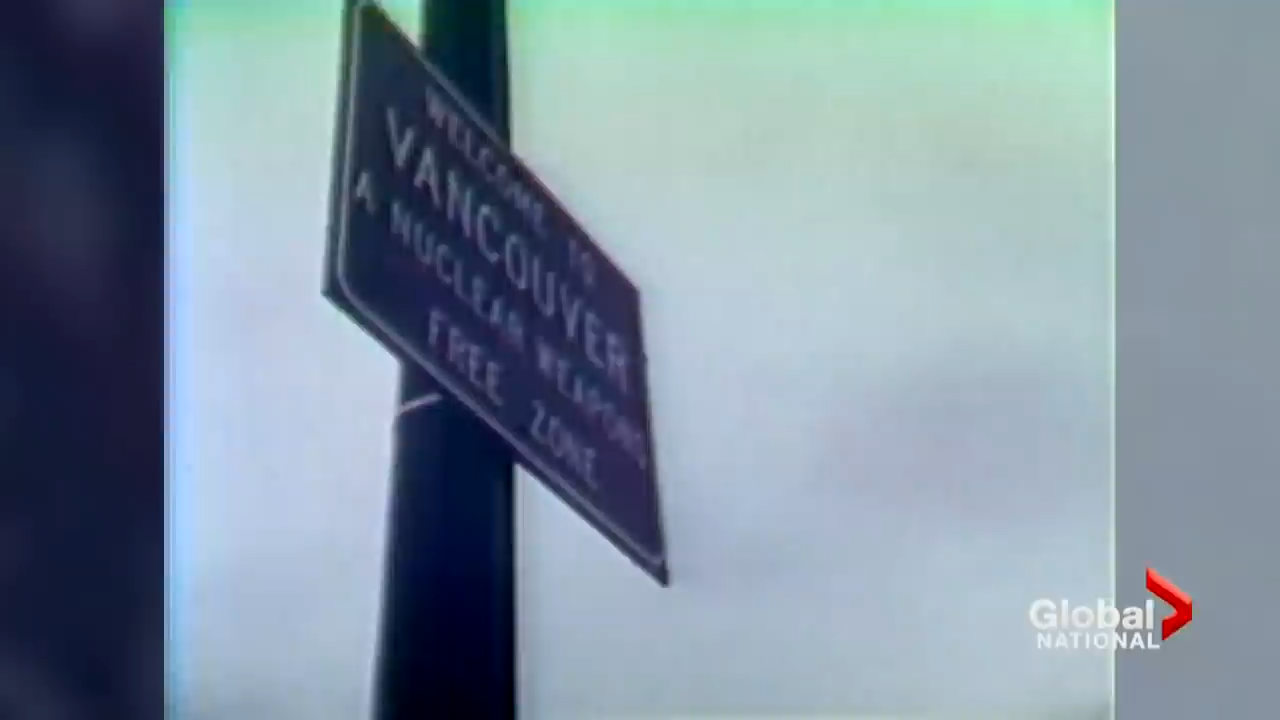 WELCOME TO
VANCOUVER
A NUCLEAR WEAPONS
FREE ZONE
Global
NATIONAL